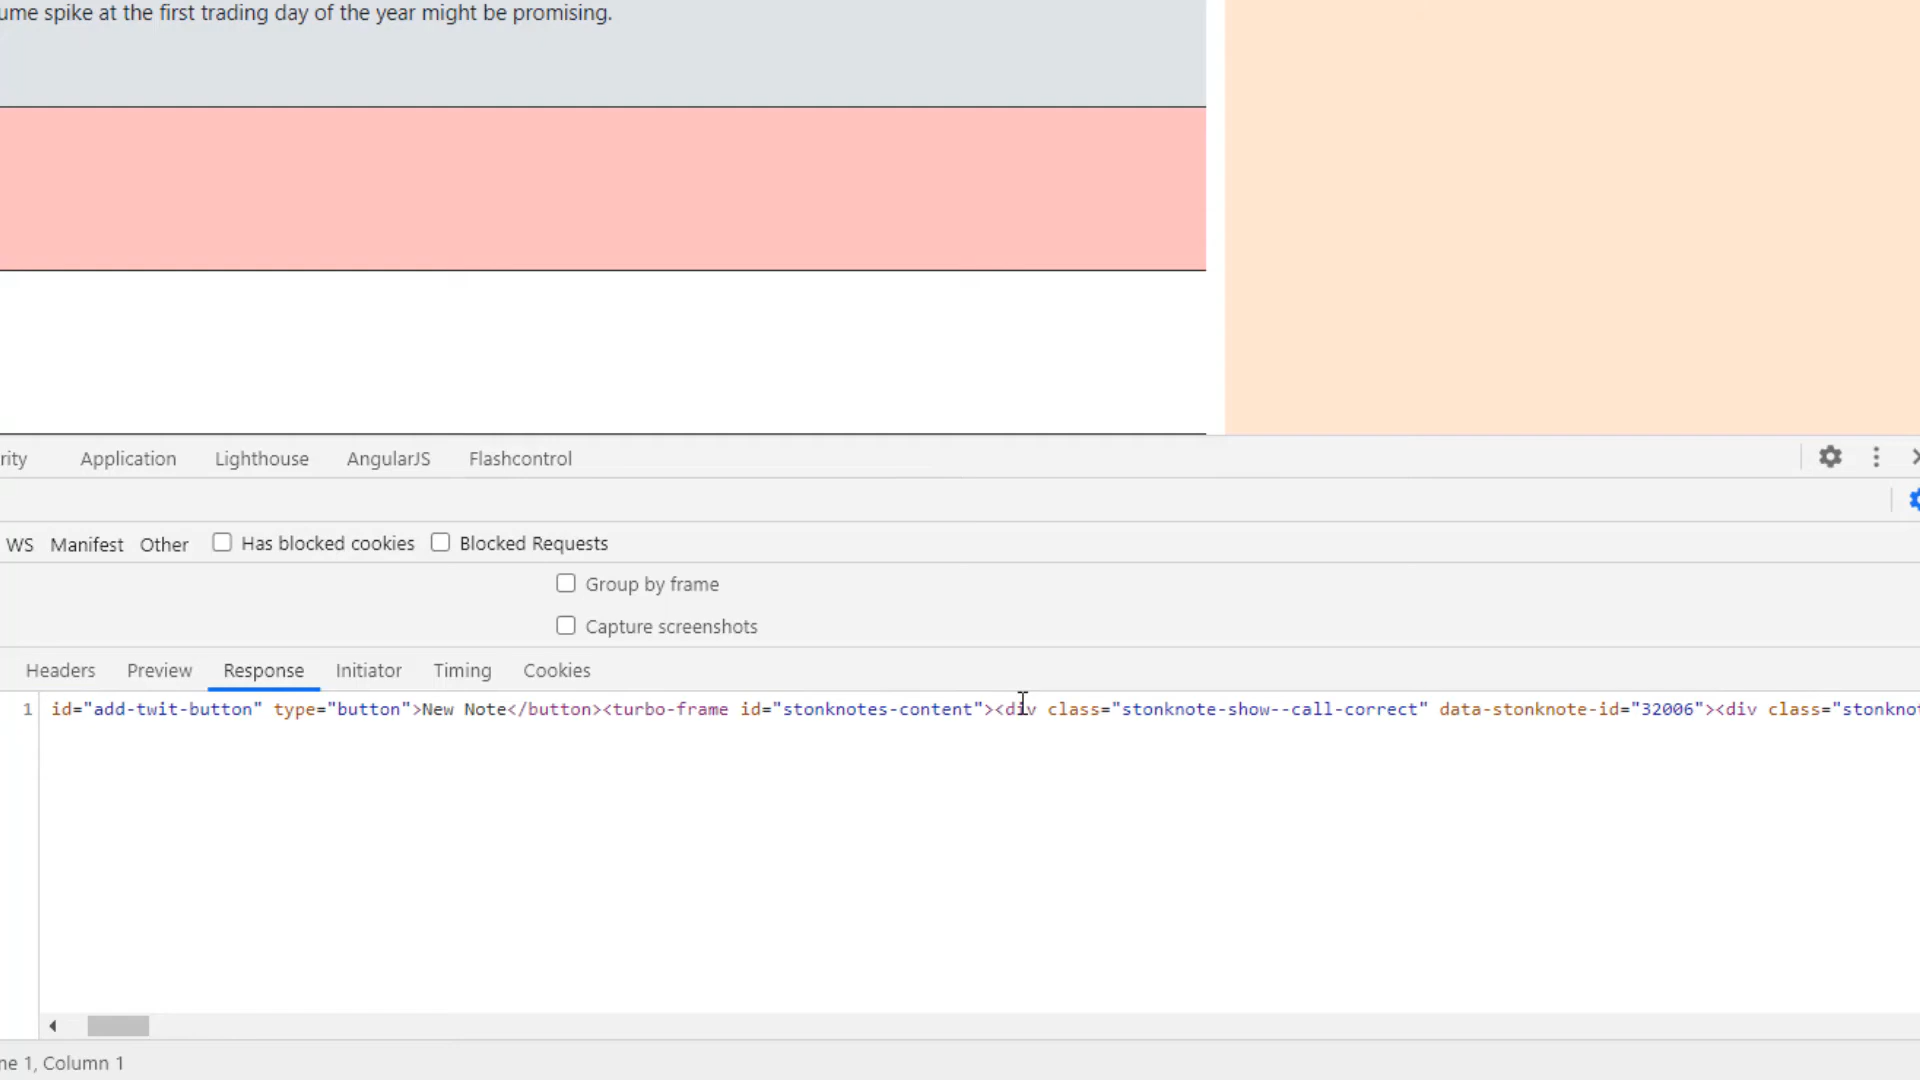 ume spike at the first trading day of the year might be promising.
rity Application Lighthouse AngularJS Flashcontrol
WS Manifest Other Has blocked cookies Blocked Requests
Group by frame
Capture screenshots
Headers Preview Response Initiator Timing Cookies
1 id="add-twit-button" type="button">New Note</button><turbo-frame id="stonknotes-content"><div class="stonknote-show--call-correct" data-stonknote-id="32006"><div class="stonkno
ne 1, Column 1